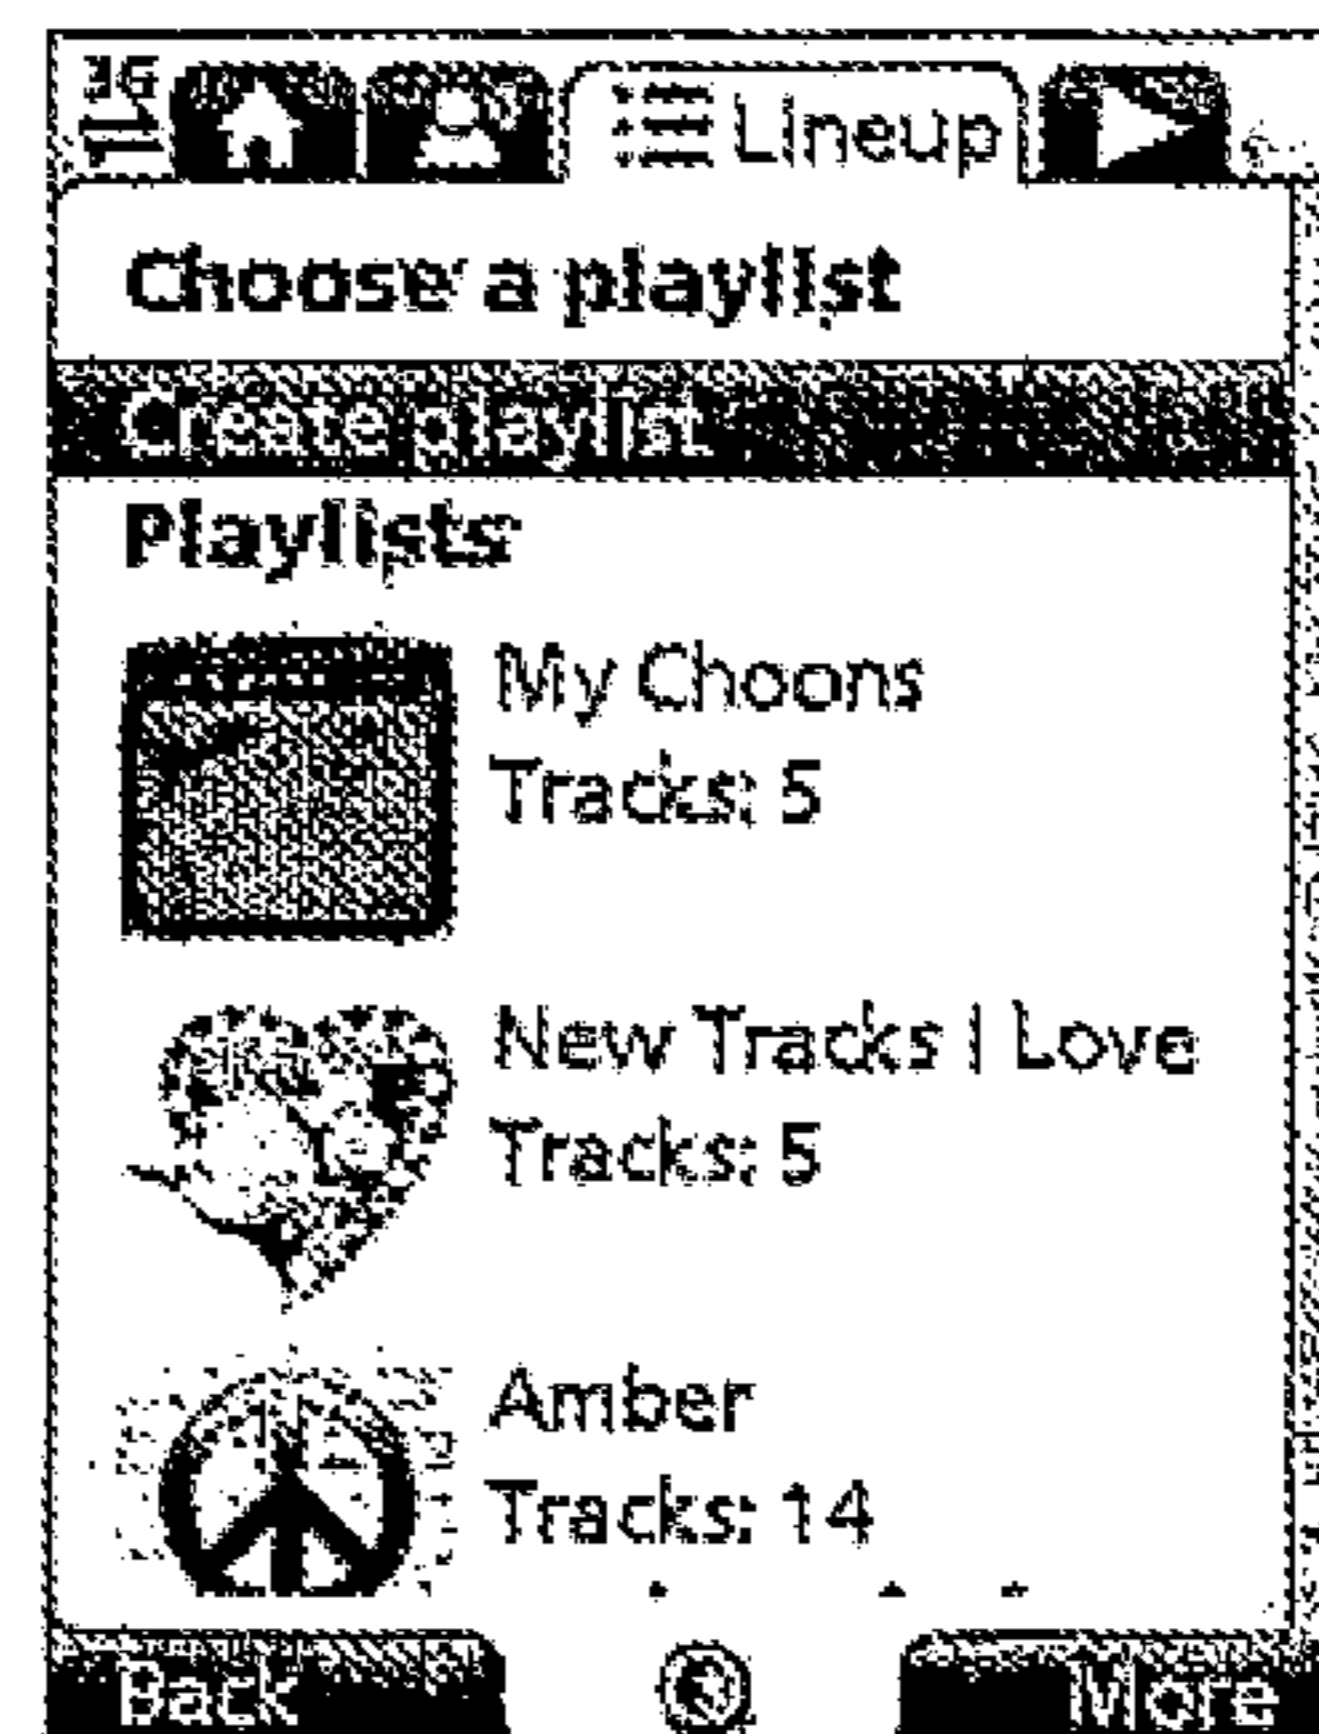 3G
Lineup
Choose a playlist
Create playlist
Playlists
My Choons
Tracks: 5
New Tracks I Love
Tracks: 5
Amber
Tracks: 14
Back
More